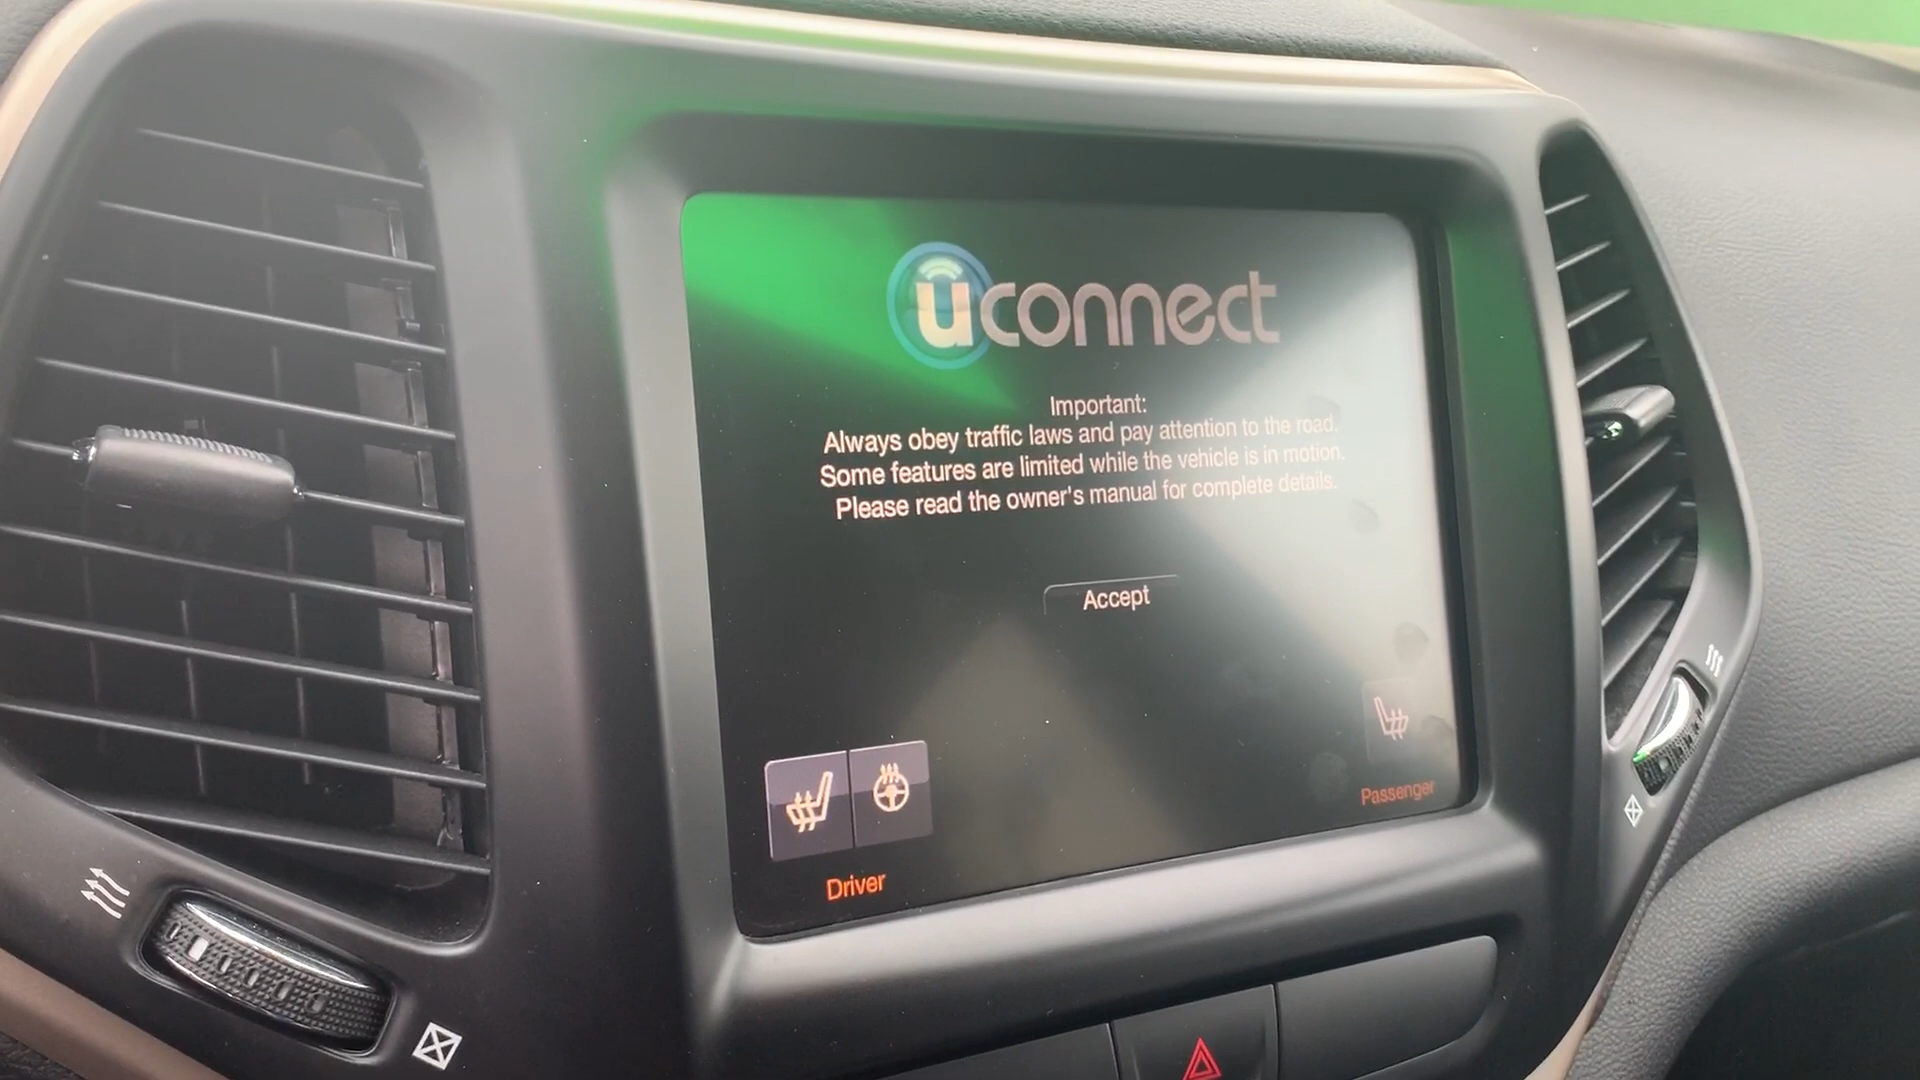 uconnect
Important:
Always obey traffic laws and pay attention to the road.
Some features are limited while the vehicle is in motion.
Please read the owner's manual for complete details.
Accept
Driver
Passenger